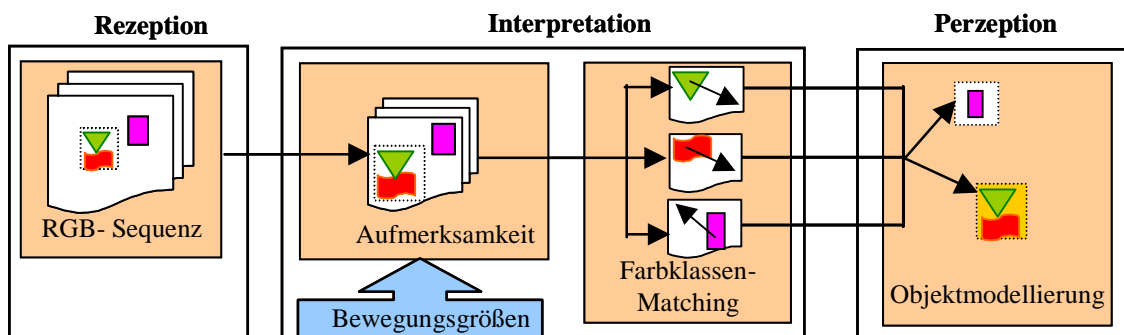 Rezeption
Interpretation
Perzeption
RGB- Sequenz
Aufmerksamkeit
Bewegungsgrößen
Farbklassen-
Matching
Objektmodellierung